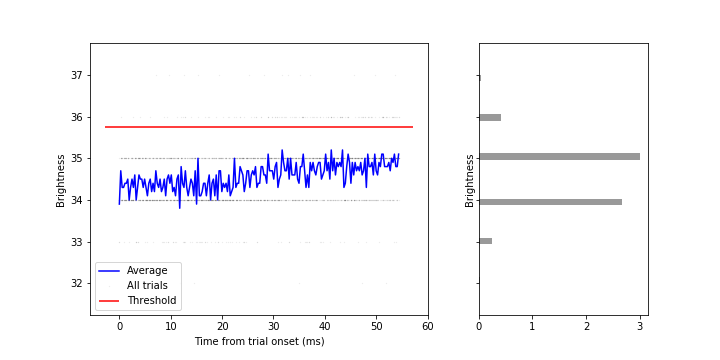 37
36
35
34
33
32
Brightness
Average
All trials
Threshold
0 10 20 30 40 50 60
Time from trial onset (ms)
Brightness
0 1 2 3